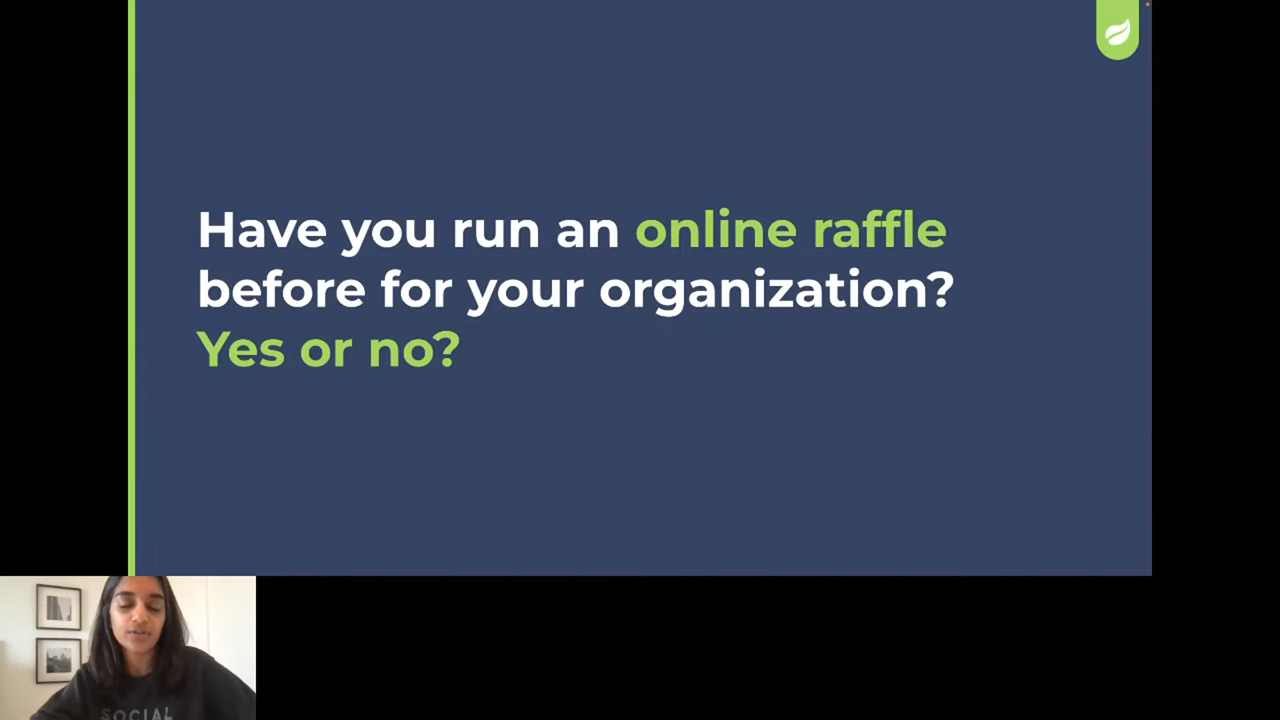 Have you run an online raffle
before for your organization?
Yes or no?
SOCIAL